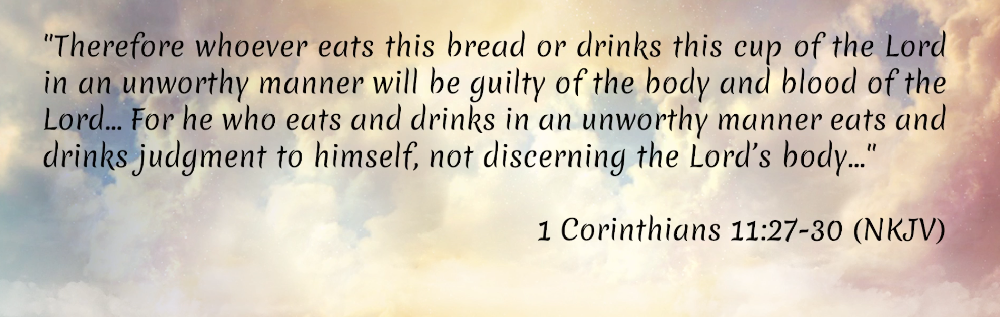 "Therefore whoever eats this bread or drinks this cup of the Lord
in an unworthy manner will be guilty of the body and blood of the
Lord... For he who eats and drinks in an unworthy manner eats and
drinks judgment to himself, not discerning the Lord’s body..."
1 Corinthians 11:27-30 (NKJV)